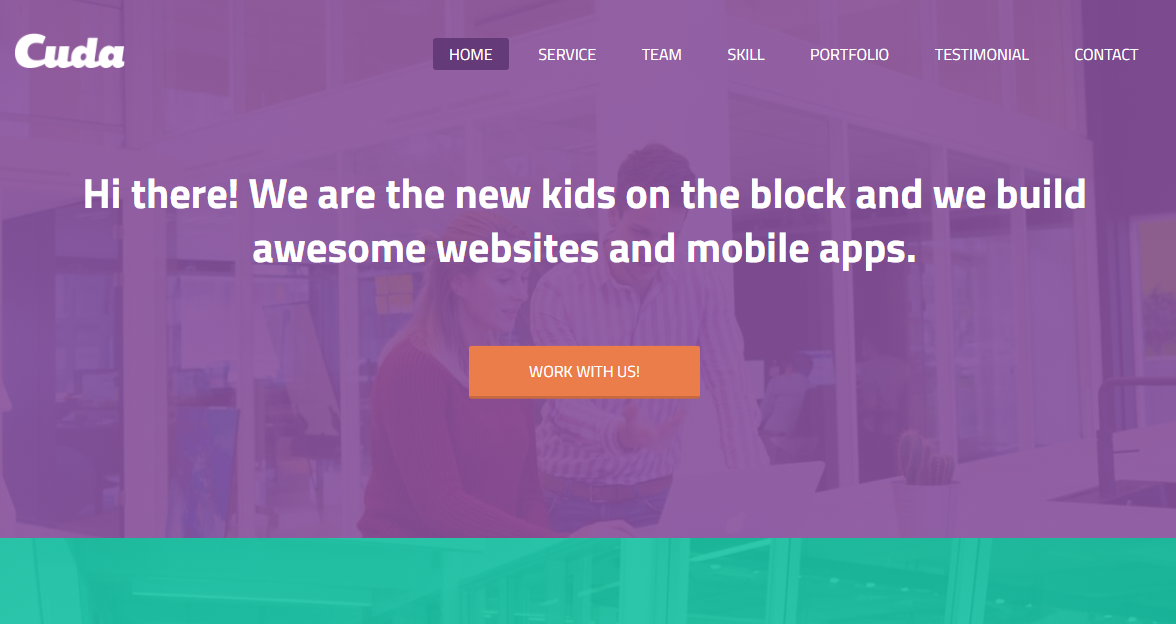 Cuda
HOME SERVICE TEAM SKILL PORTFOLIO TESTIMONIAL CONTACT
Hi there! We are the new kids on the block and we build
awesome websites and mobile apps.
WORK WITH US!